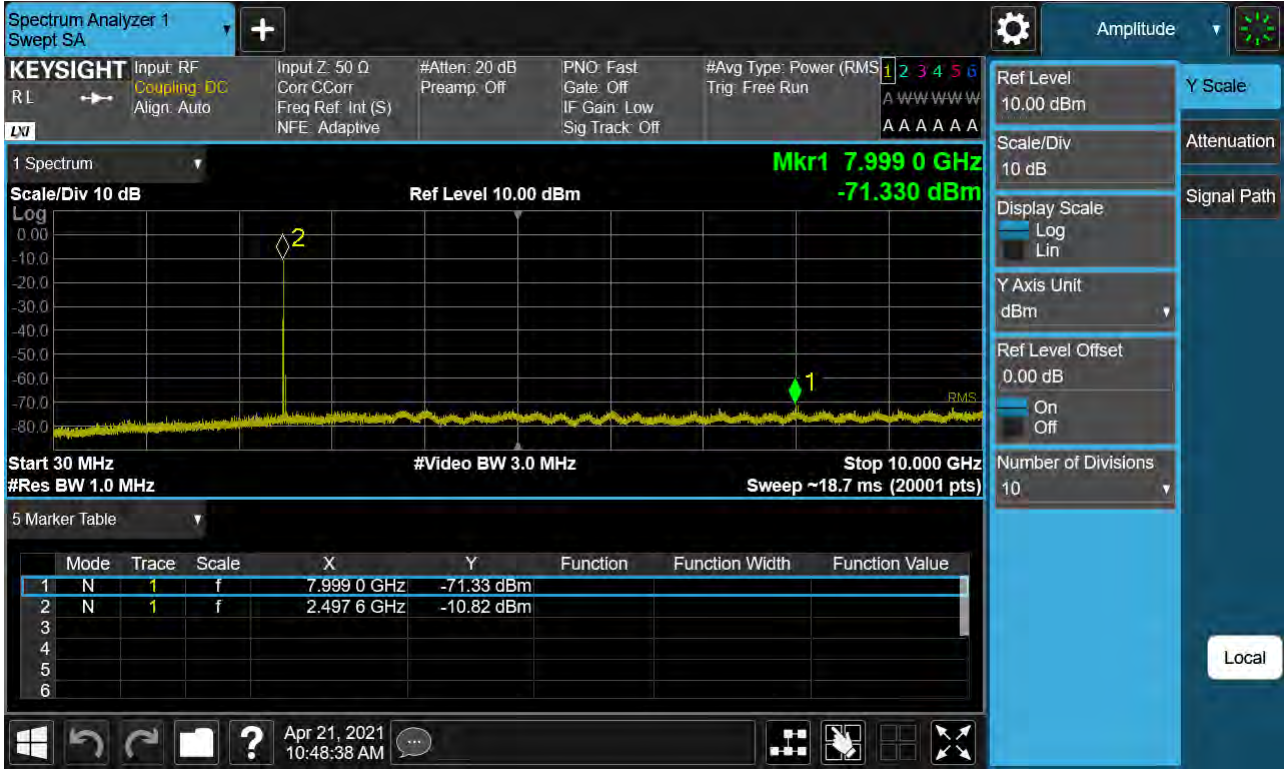 Spectrum Analyzer 1
Swept SA
Amplitude
KEYSIGHT
R L
LXI
Input: RF
Coupling: DC
Align: Auto
Input Z: 50 Ω
Corr CCorr
Freq Ref: Int (S)
NFE: Adaptive
#Atten: 20 dB
Preamp: Off
PNO: Fast
Gate: Off
IF Gain: Low
Sig Track: Off
#Avg Type: Power (RMS
Trig: Free Run
1 2 3 4 5 6
A W W W W W
A A A A A A
1 Spectrum
Mkr1 7.999 0 GHz
Scale/Div 10 dB
Ref Level 10.00 dBm
-71.330 dBm
Log
0.00
-10.0
-20.0
-30.0
-40.0
-50.0
-60.0
-70.0
-80.0
2
1
RMS
Start 30 MHz
#Video BW 3.0 MHz
Stop 10.000 GHz
#Res BW 1.0 MHz
Sweep ~18.7 ms (20001 pts)
5 Marker Table
Mode Trace Scale X Y Function Function Width Function Value
1 N 1 f 7.999 0 GHz -71.33 dBm
2 N 1 f 2.497 6 GHz -10.82 dBm
3
4
5
6
Ref Level
10.00 dBm
Scale/Div
10 dB
Display Scale
Log
Lin
Y Axis Unit
dBm
Ref Level Offset
0.00 dB
On
Off
Number of Divisions
10
Y Scale
Attenuation
Signal Path
Local
?
Apr 21, 2021
10:48:38 AM